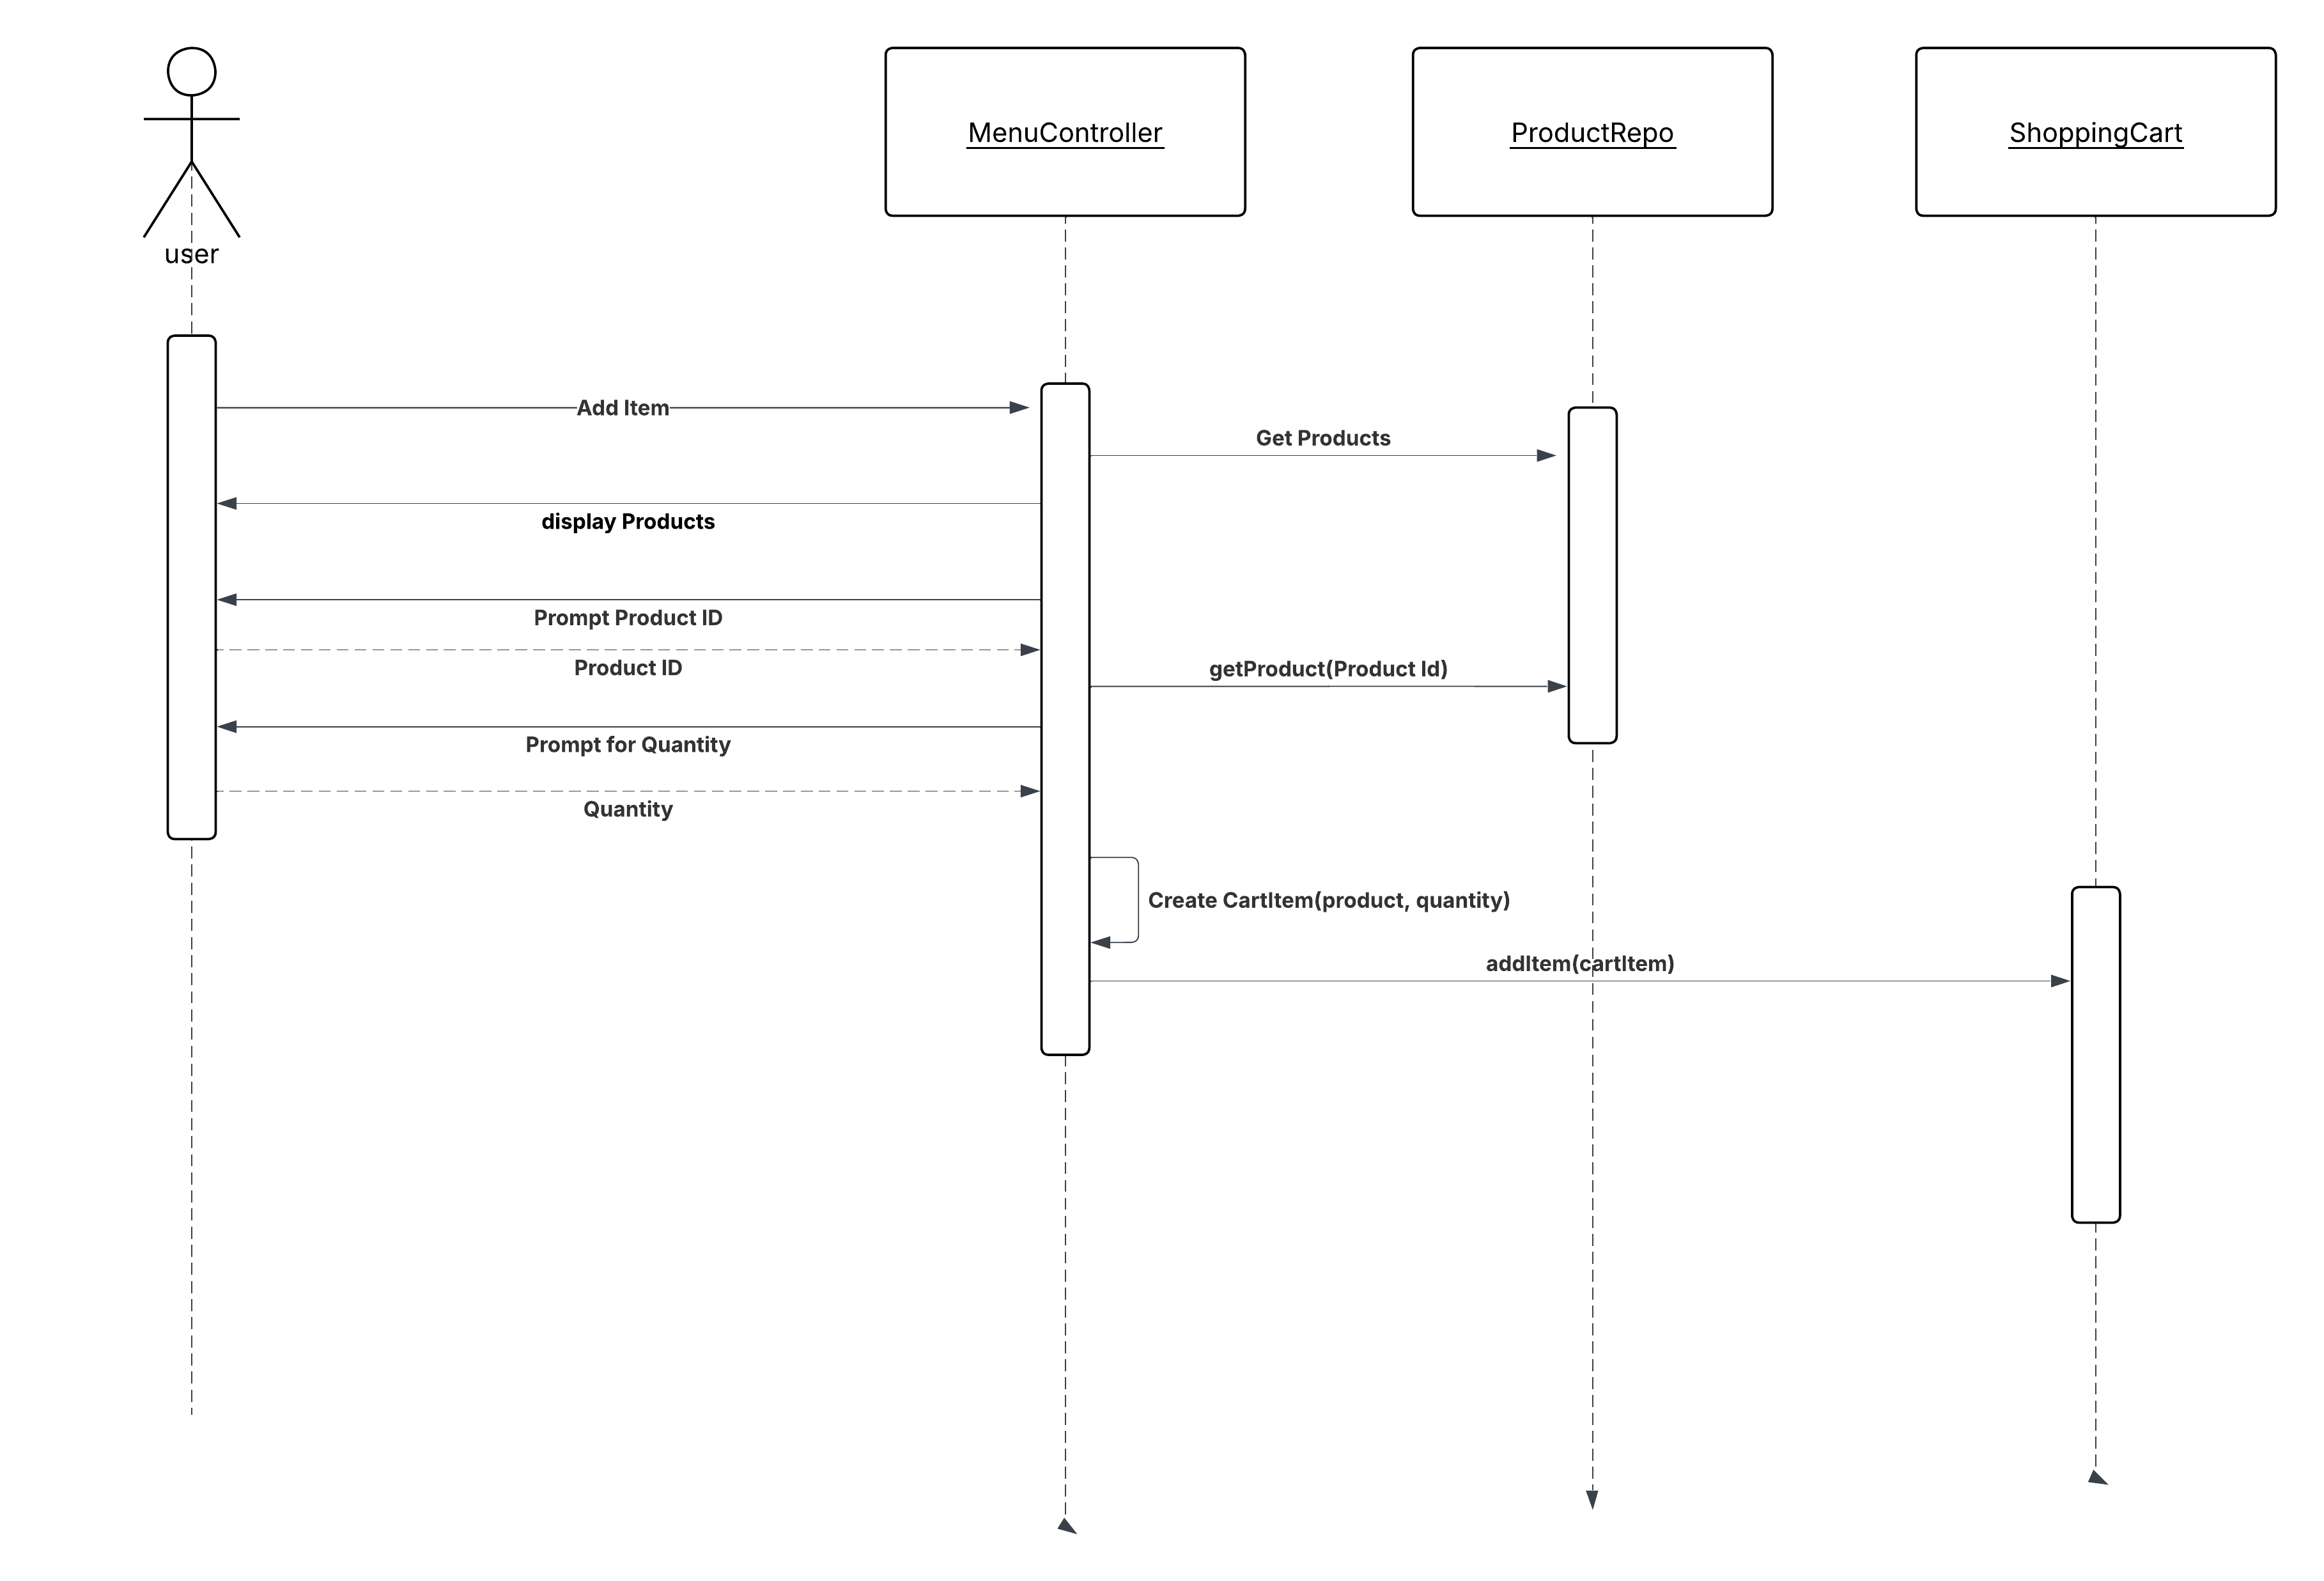 MenuController
ProductRepo
ShoppingCart
user
Add Item
Get Products
display Products
Prompt Product ID
Product ID
getProduct(Product Id)
Prompt for Quantity
Quantity
Create CartItem(product, quantity)
addItem(cartItem)